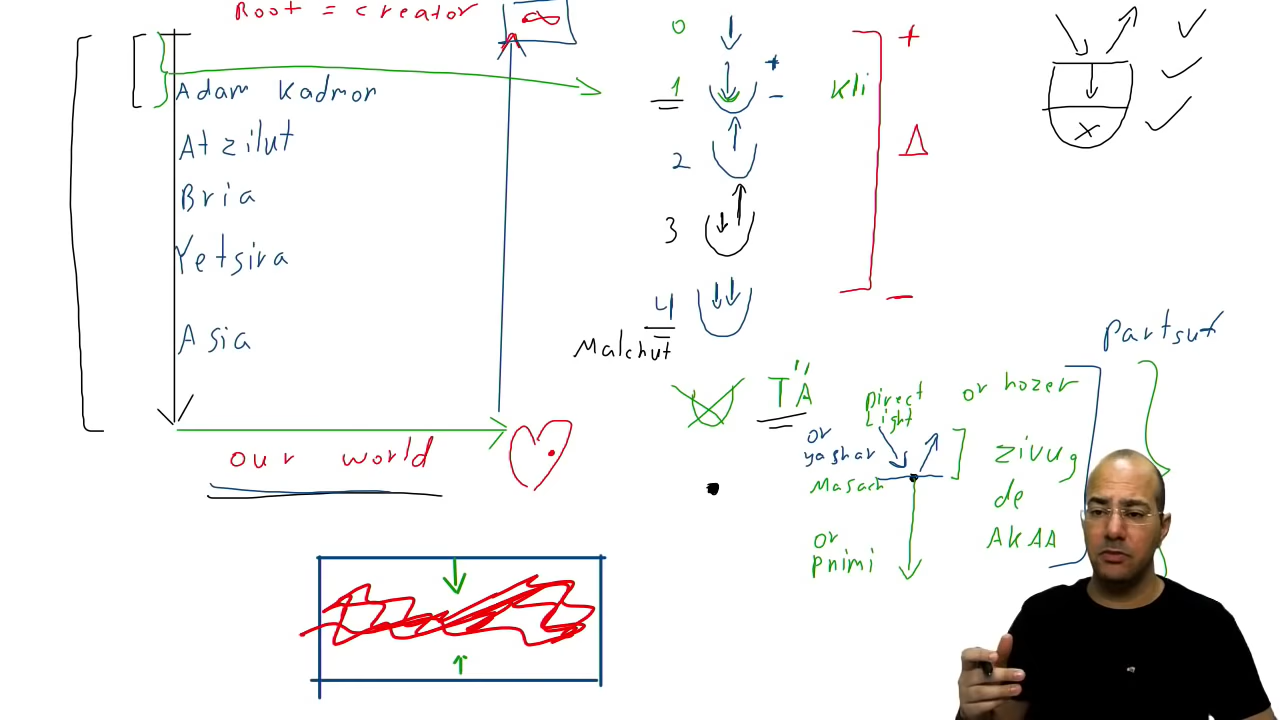 Root = creator
∞
Adam Kadmon
Atzilut
Bria
Yetsira
Asia
our world
0
1
+
-
2
3
4
Malchut
Kli
+
Δ
-
T"A
Direct
Light
or
yashar
Masach
or
pnimi
or hozer
zivug
de
AKAA
Partsuf